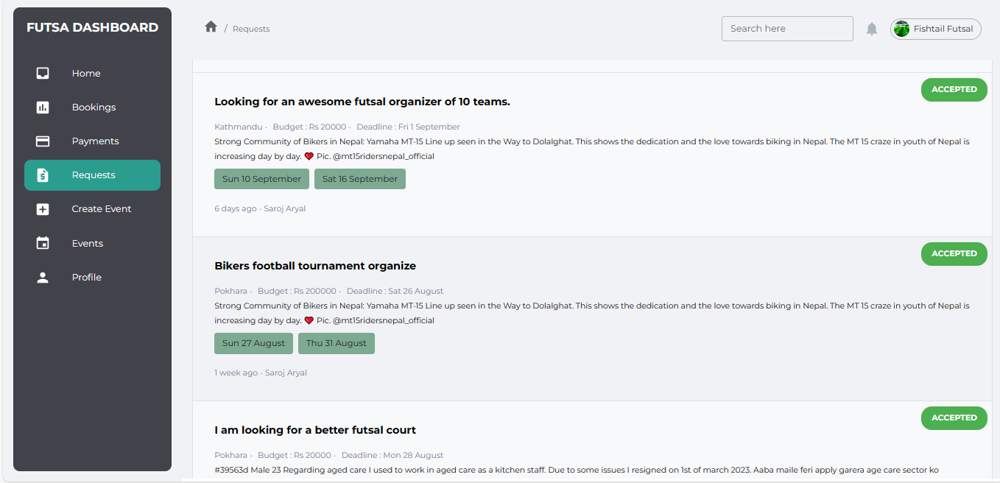 FUTSA DASHBOARD
Home
Bookings
Payments
Requests
Create Event
Events
Profile
/ Requests
Search here
Fishtail Futsal
ACCEPTED
Looking for an awesome futsal organizer of 10 teams.
Kathmandu - Budget : Rs 20000 - Deadline : Fri 1 September
Strong Community of Bikers in Nepal: Yamaha MT-15 Line up seen in the Way to Dolalghat. This shows the dedication and the love towards biking in Nepal. The MT 15 craze in youth of Nepal is
increasing day by day. ❤️ Pic. @mt15ridersnepal_official
Sun 10 September Sat 16 September
6 days ago - Saroj Aryal
ACCEPTED
Bikers football tournament organize
Pokhara - Budget : Rs 200000 - Deadline : Sat 26 August
Strong Community of Bikers in Nepal: Yamaha MT-15 Line up seen in the Way to Dolalghat. This shows the dedication and the love towards biking in Nepal. The MT 15 craze in youth of Nepal is
increasing day by day. ❤️ Pic. @mt15ridersnepal_official
Sun 27 August Thu 31 August
1 week ago - Saroj Aryal
ACCEPTED
I am looking for a better futsal court
Pokhara - Budget : Rs 20000 - Deadline : Mon 28 August
#39563d Male 23 Regarding aged care I used to work in aged care as a kitchen staff. Due to some issues I resigned on 1st of march 2023. Aaba maile feri apply garera age care sector ko